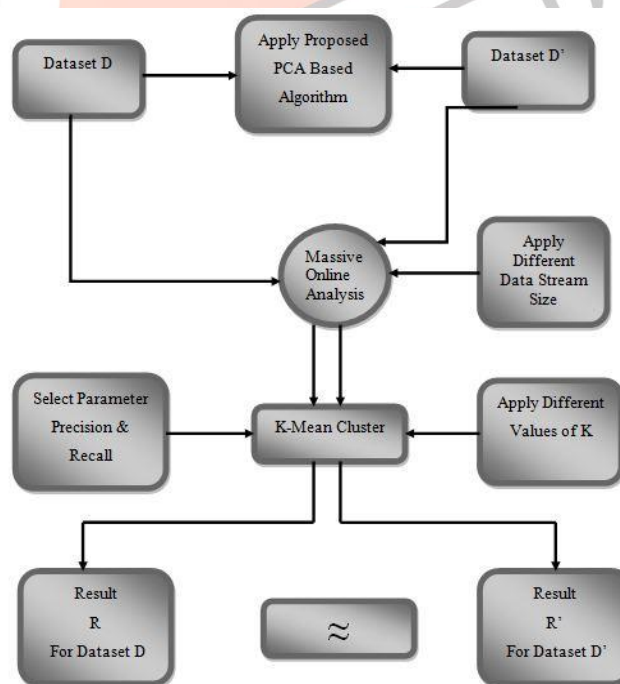 Dataset D
Apply Proposed
PCA Based
Algorithm
Dataset D’
Massive
Online
Analysis
Apply
Different
Data Stream
Size
Select Parameter
Precision &
Recall
K-Mean Cluster
Apply Different
Values of K
Result
R
For Dataset D
≈
Result
R’
For Dataset D’